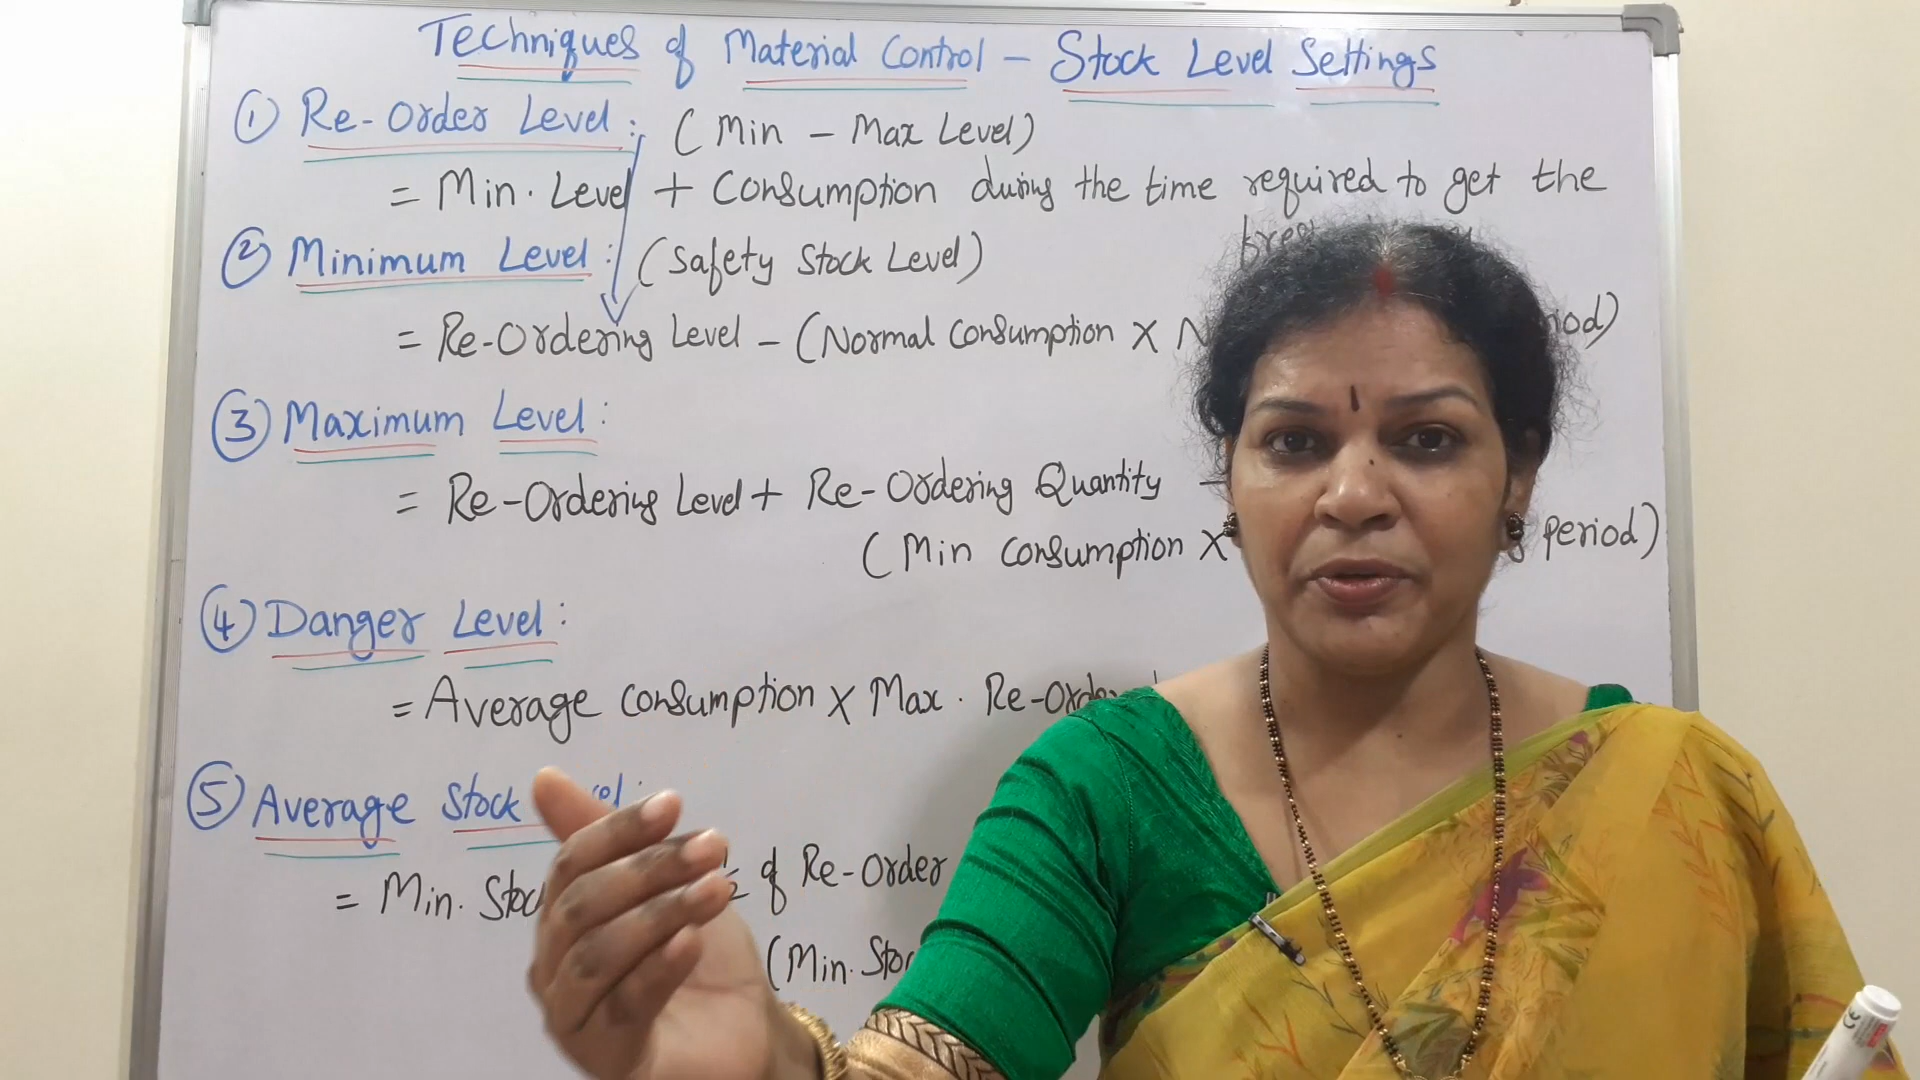 Techniques of Material Control - Stock Level Settings
① Re-Order Level: (Min - Max Level)
= Min. Level + Consumption during the time required to get the
② Minimum Level: (Safety Stock Level)
= Re-Ordering Level - (Normal Consumption X
③ Maximum Level:
= Re-Ordering Level + Re-Ordering Quantity -
(Min Consumption X period)
④ Danger Level:
= Average Consumption X Max. Re-Order
⑤ Average Stock
= Min. ½ of Re-Order
(Min.